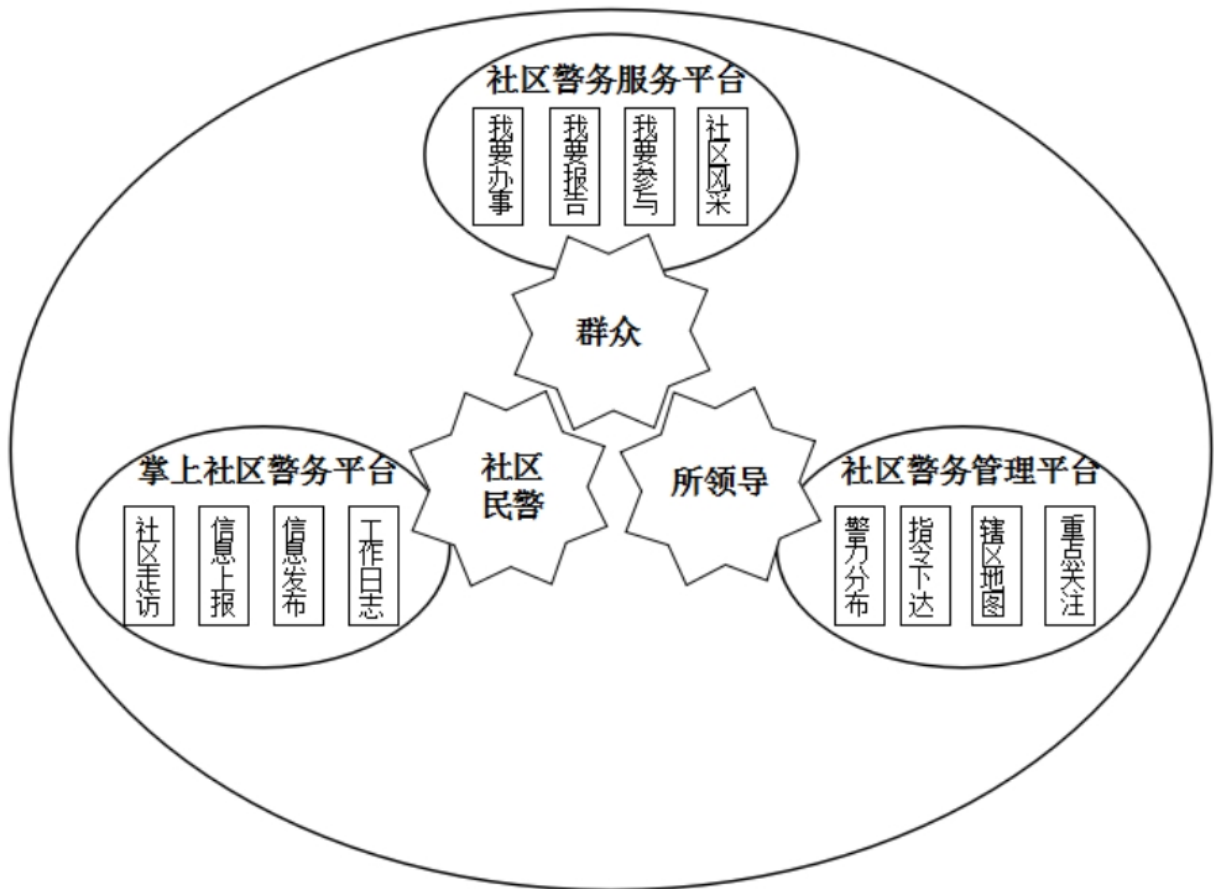 社区警务服务平台
我要办事
我要报告
我要参与
社区风采
群众
掌上社区警务平台
社区走访
信息上报
信息发布
工作日志
社区
民警
所领导
社区警务管理平台
警力分布
指令下达
辖区地图
重点关注